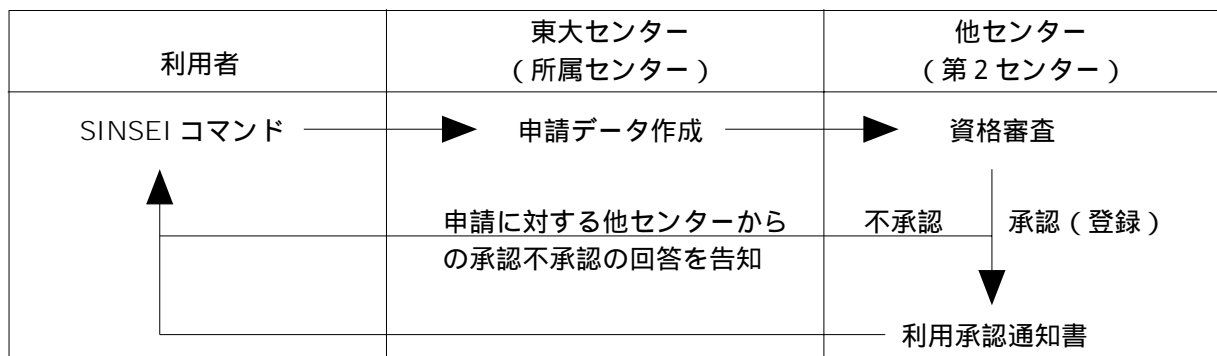 利用者
東大センター
(所属センター)
他センター
(第2センター)
SINSEI コマンド
申請データ作成
資格審査
申請に対する他センターから
の承認不承認の回答を告知
不承認
承認(登録)
利用承認通知書